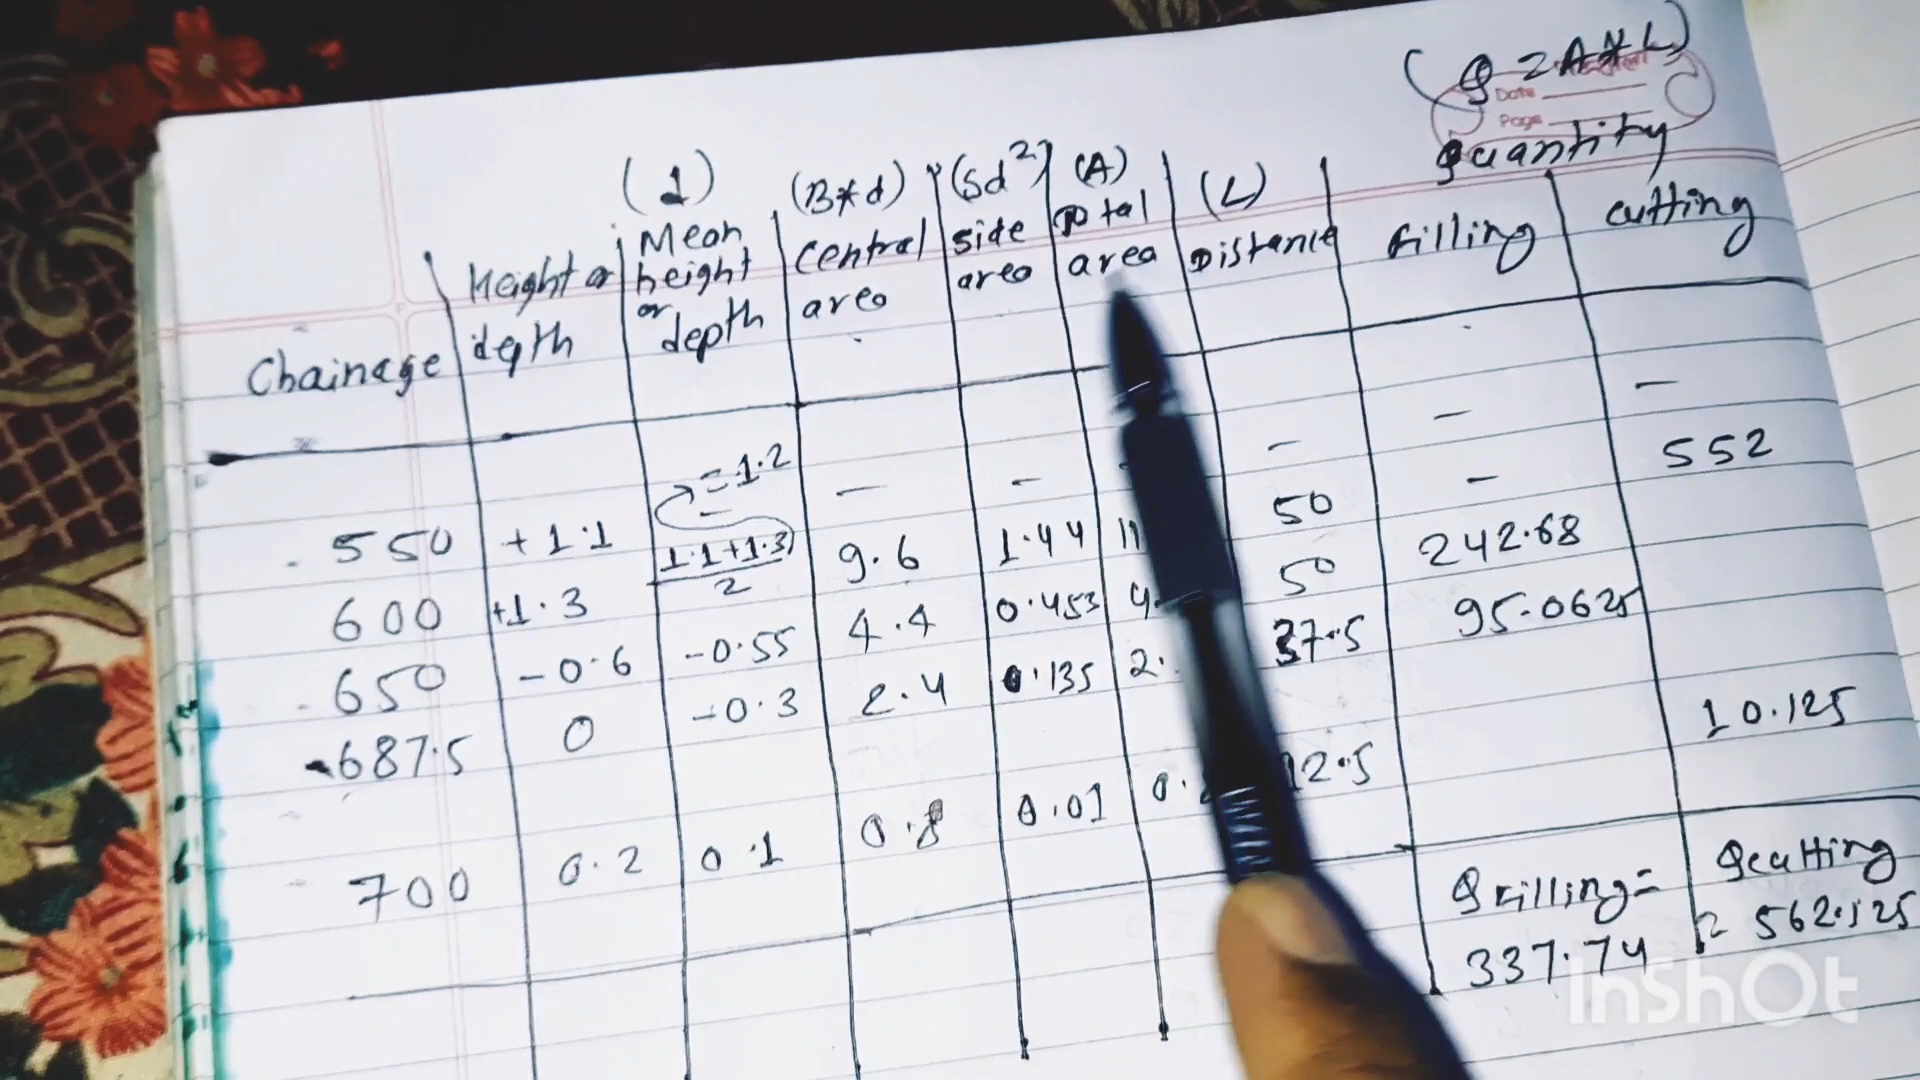 (Q = A*L)
Date
Page
Quantity
(B*d) (Sd²) (A) (L)
Chainage Height or depth Mean height or depth Central area side area total area Distance filling cutting
550 +1.1 - - - - - -
600 +1.3 1.1+1.3/2 =1.2 9.6 1.44 50 - 552
650 -0.6 -0.55 4.4 0.453 50 242.68
687.5 0 -0.3 2.4 0.135 37.5 95.0625
700 0.2 0.1 0.8 0.01 12.5 10.125
Qfilling= Qcutting
337.74 = 562.125
InShOt